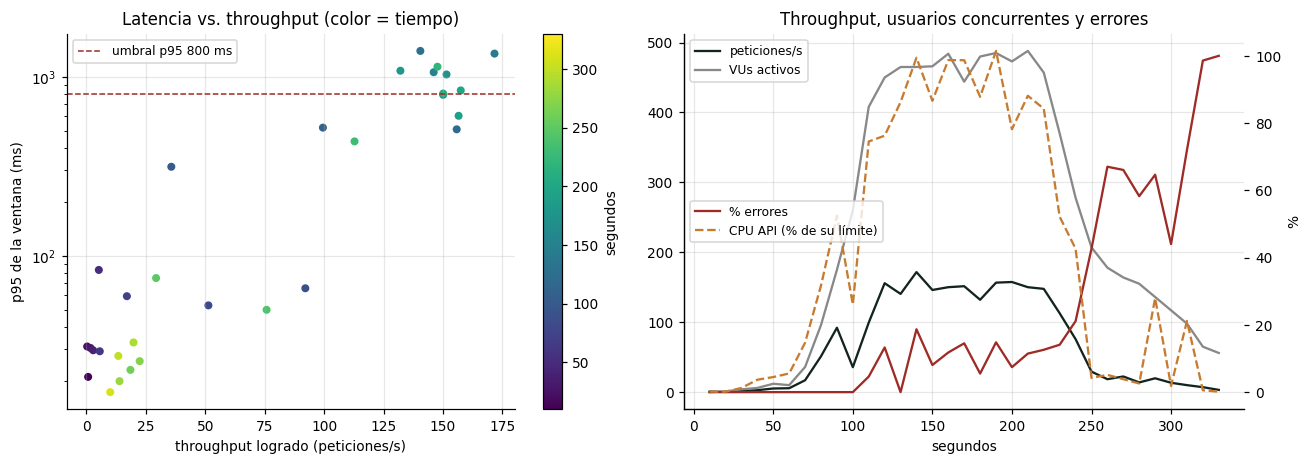 Latencia vs. throughput (color = tiempo)
umbral p95 800 ms
10³
10²
p95 de la ventana (ms)
0 25 50 75 100 125 150 175
throughput logrado (peticiones/s)
300
250
200
150
100
50
segundos
Throughput, usuarios concurrentes y errores
peticiones/s
VUs activos
% errores
CPU API (% de su límite)
500
400
300
200
100
0
0 50 100 150 200 250 300
segundos
100
80
60
40
20
0
%